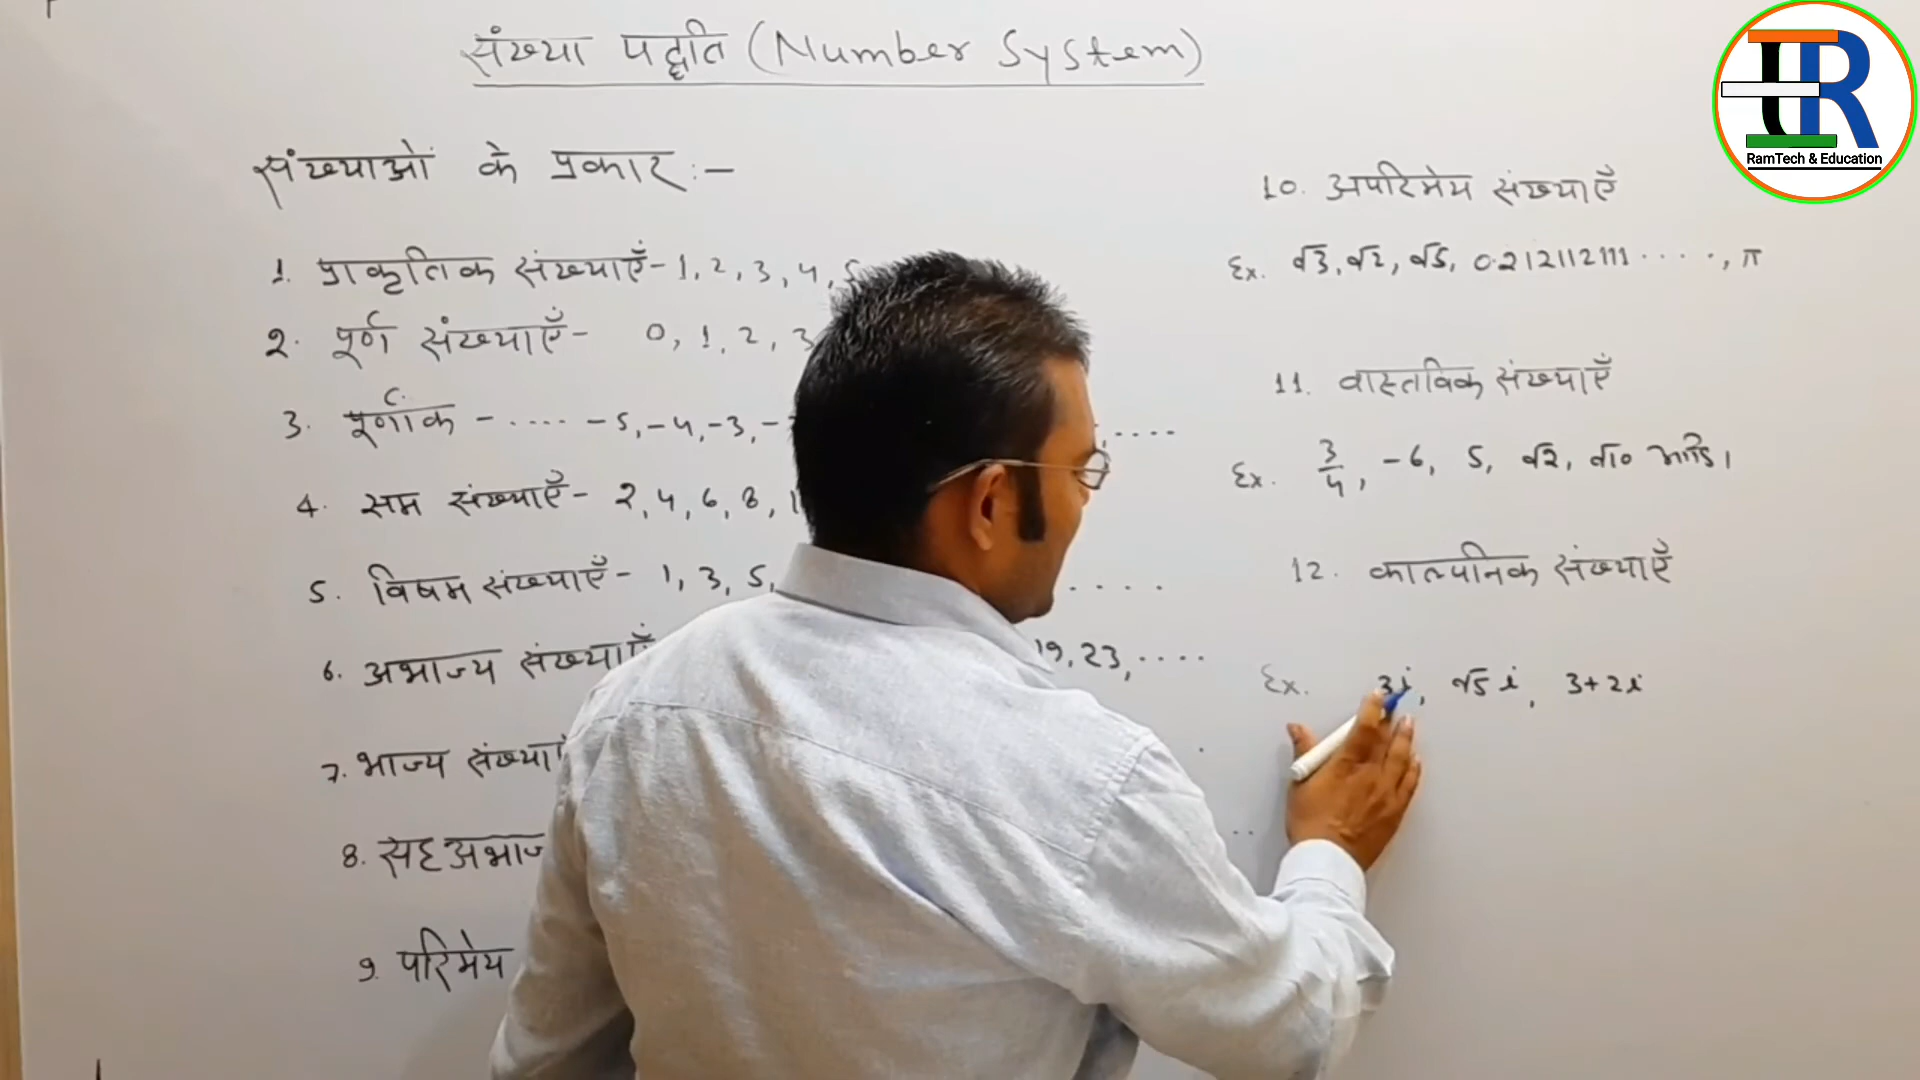 संख्या पद्धति (Number System)
संख्याओं के प्रकार :-
1. प्राकृतिक संख्याएँ - 1, 2, 3, 4, 5
2. पूर्ण संख्याएँ - 0, 1, 2, 3
3. पूर्णांक - .... -5, -4, -3, - , ....
4. सम संख्याएँ - 2, 4, 6, 8, 1
5. विषम संख्याएँ - 1, 3, 5, . . . .
6. अभाज्य संख्याएँ 19, 23, ....
7. भाज्य संख्याएँ
8. सहअभाज
9. परिमेय
10. अपरिमेय संख्याएँ
Ex. √3, √2, √5, 0.212112111 ....., π
11. वास्तविक संख्याएँ
Ex. 3/4, -6, 5, √2, √10 आदि।
12. काल्पनिक संख्याएँ
Ex. 3i, √5 i, 3+2i
TR
RamTech & Education